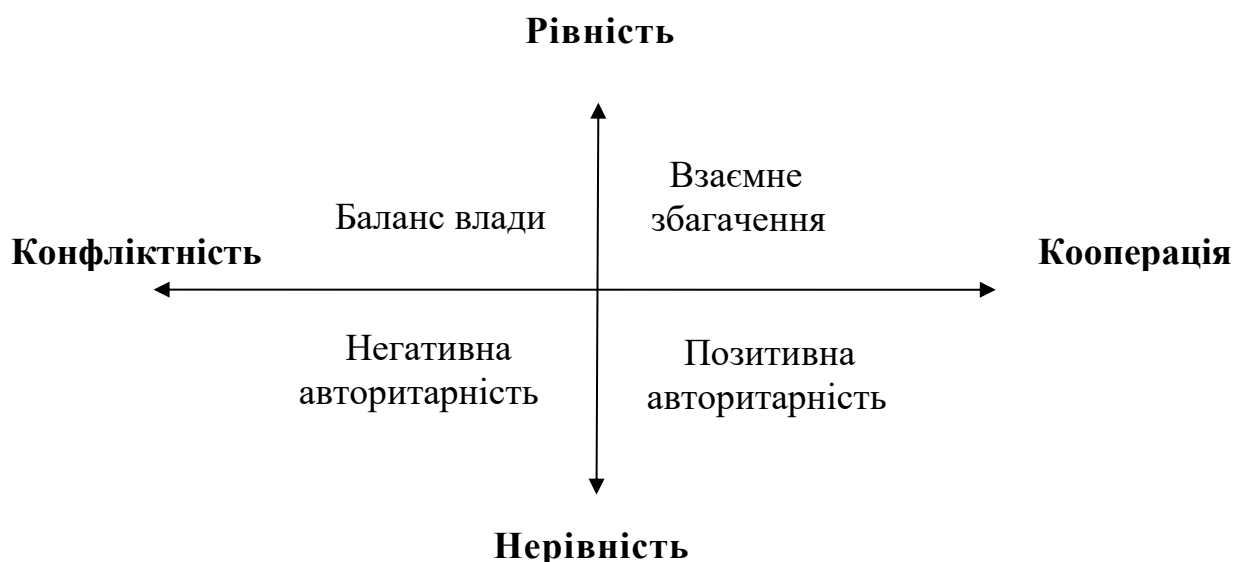 Рівність
Взаємне
Баланс влади
збагачення
Конфліктність
Кооперація
Негативна
Позитивна
авторитарність
авторитарність
Нерівність